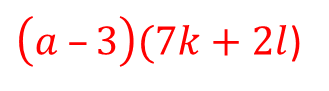 (a – 3)(7k + 2l)